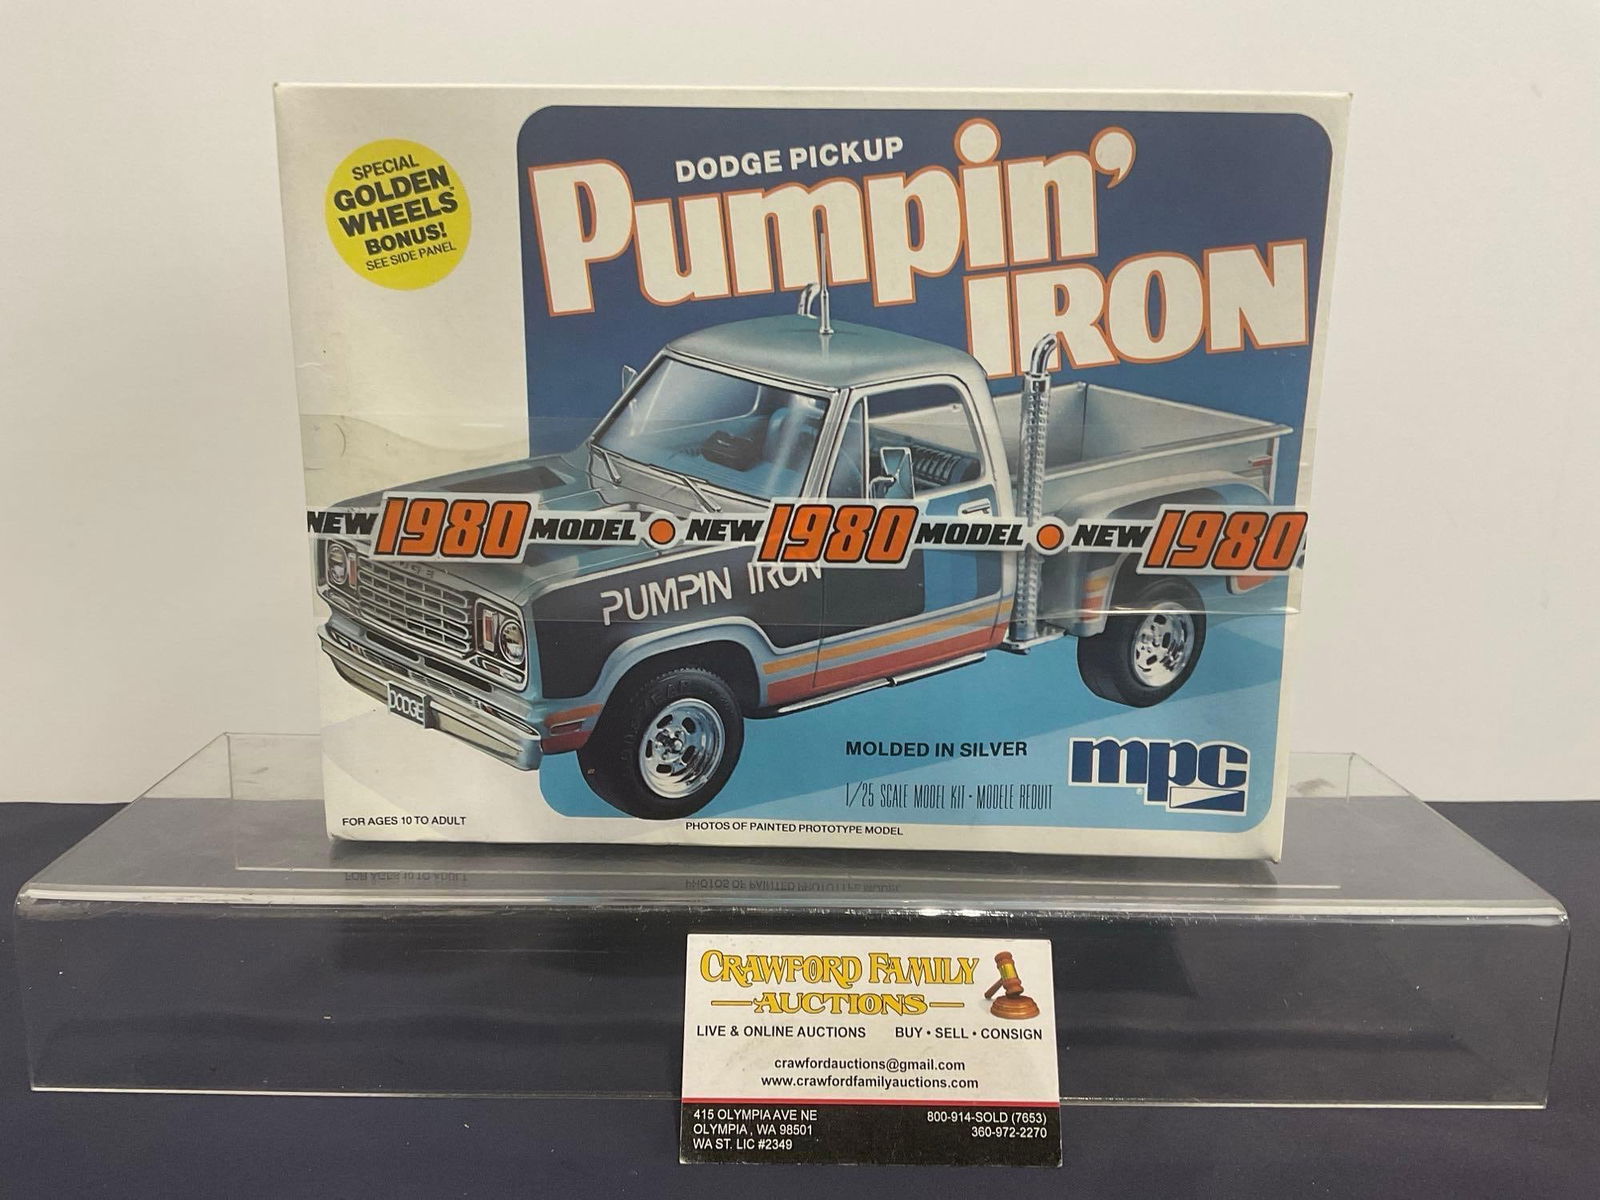 SPECIAL
GOLDEN™
WHEELS
BONUS!
SEE SIDE PANEL
DODGE PICKUP
Pumpin'
IRON
NEW 1980 MODEL • NEW 1980 MODEL • NEW 1980
PUMPIN IRON
DODGE
MOLDED IN SILVER
1/25 SCALE MODEL KIT - MODELE REDUIT
mpc®
FOR AGES 10 TO ADULT
PHOTOS OF PAINTED PROTOTYPE MODEL
CRAWFORD FAMILY
AUCTIONS
LIVE & ONLINE AUCTIONS BUY • SELL • CONSIGN
crawfordauctions@gmail.com
www.crawfordfamilyauctions.com
415 OLYMPIA AVE NE 800-914-SOLD (7653)
OLYMPIA, WA 98501 360-972-2270
WA ST. LIC #2349